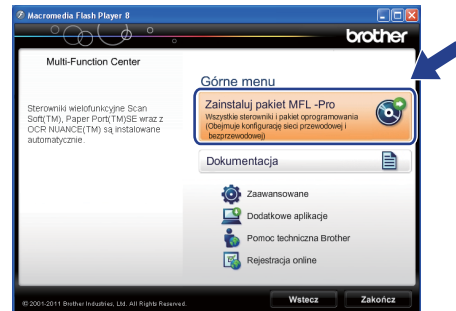 Macromedia Flash Player 8
brother
Multi-Function Center
Górne menu
Sterowniki wielofunkcyjne Scan
Soft(TM), Paper Port(TM)SE wraz z
OCR NUANCE(TM) są instalowane
automatycznie.
Zainstaluj pakiet MFL -Pro
Wszystkie sterowniki i pakiet oprogramowania
(Obejmuje konfigurację sieci przewodowej i
bezprzewodowej)
Dokumentacja
Zaawansowane
Dodatkowe aplikacje
Pomoc techniczna Brother
Rejestracja online
© 2001-2011 Brother Industries, Ltd. All Rights Reserved.
Wstecz
Zakończ